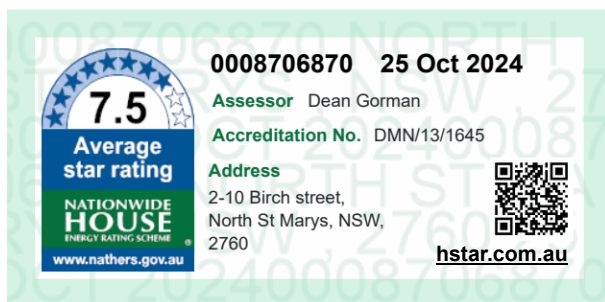 0008706870 25 Oct 2024
7.5
Average
star rating
NATIONWIDE
HOUSE
ENERGY RATING SCHEME
®
www.nathers.gov.au
Assessor Dean Gorman
Accreditation No. DMN/13/1645
Address
2-10 Birch street,
North St Marys, NSW,
2760
hstar.com.au